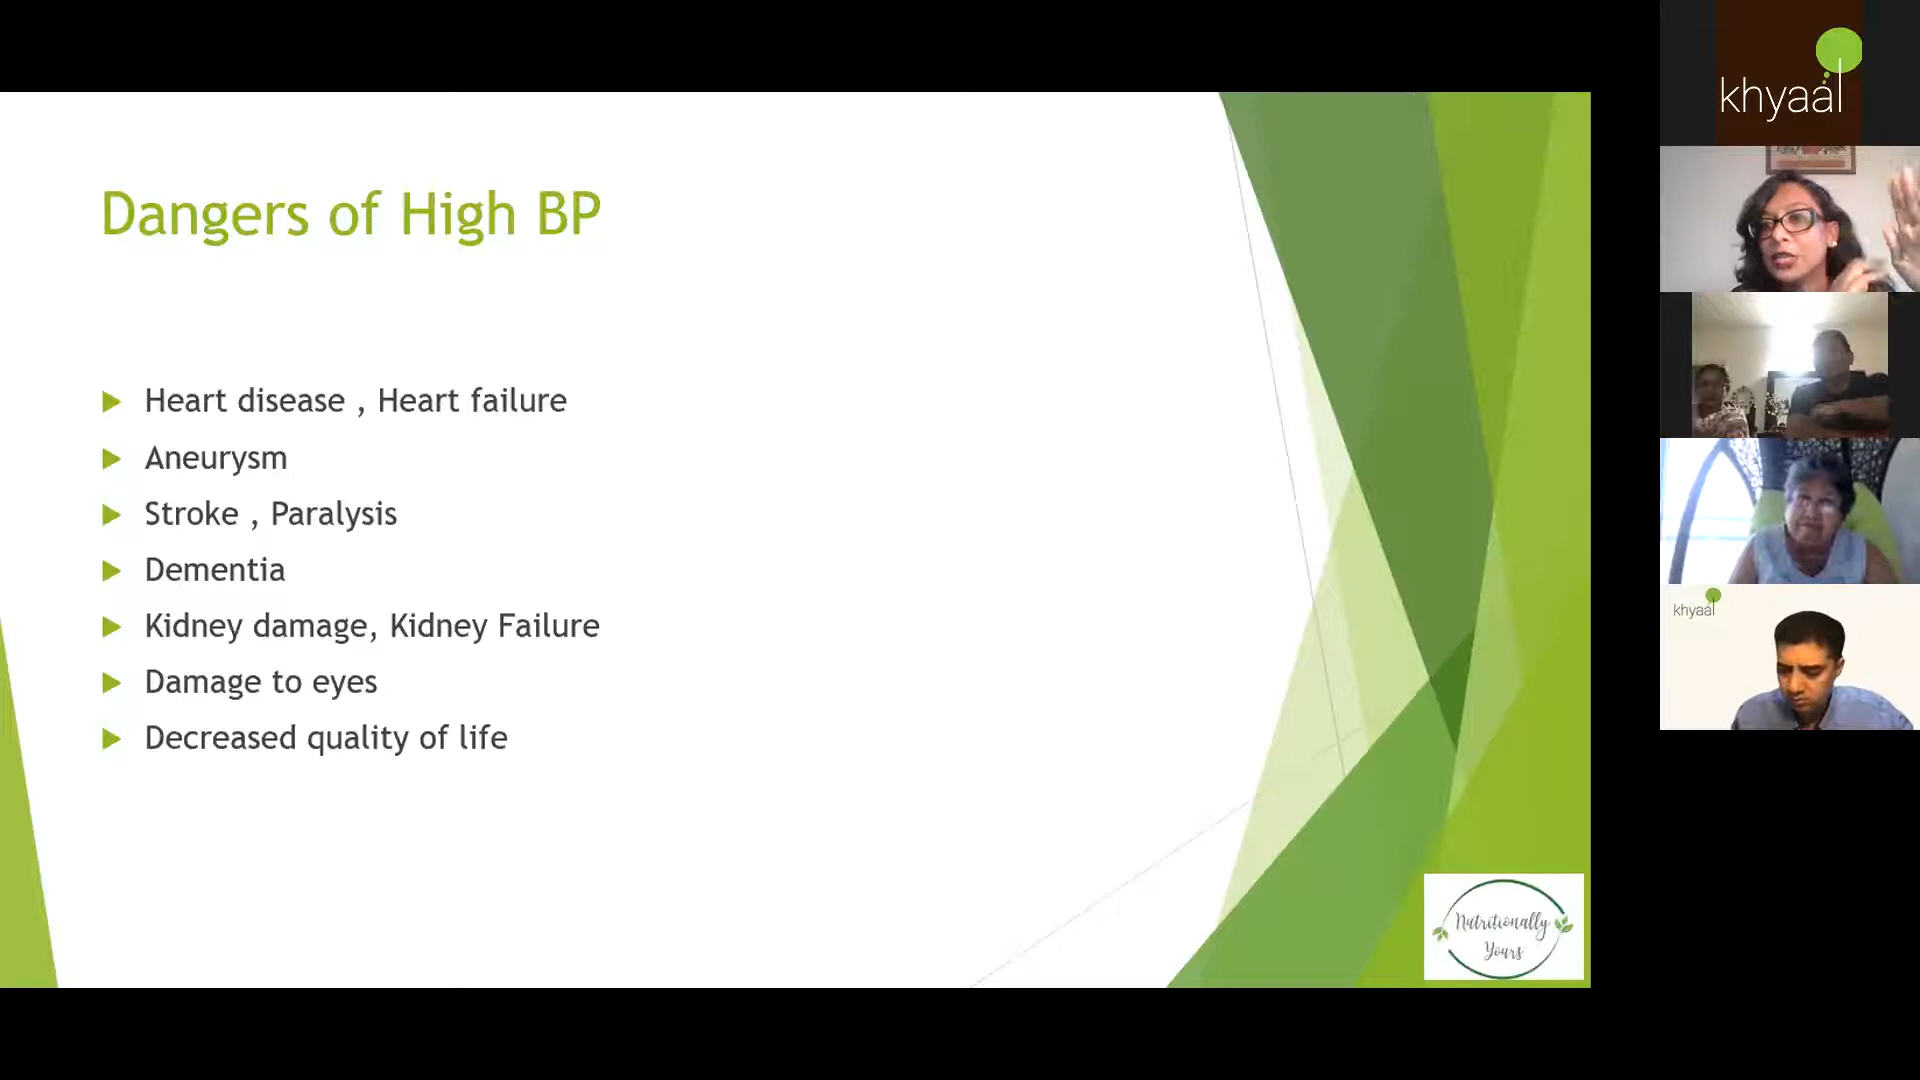 Dangers of High BP
Heart disease , Heart failure
Aneurysm
Stroke , Paralysis
Dementia
Kidney damage, Kidney Failure
Damage to eyes
Decreased quality of life
Nutritionally
Yours
khyaal
khyaal